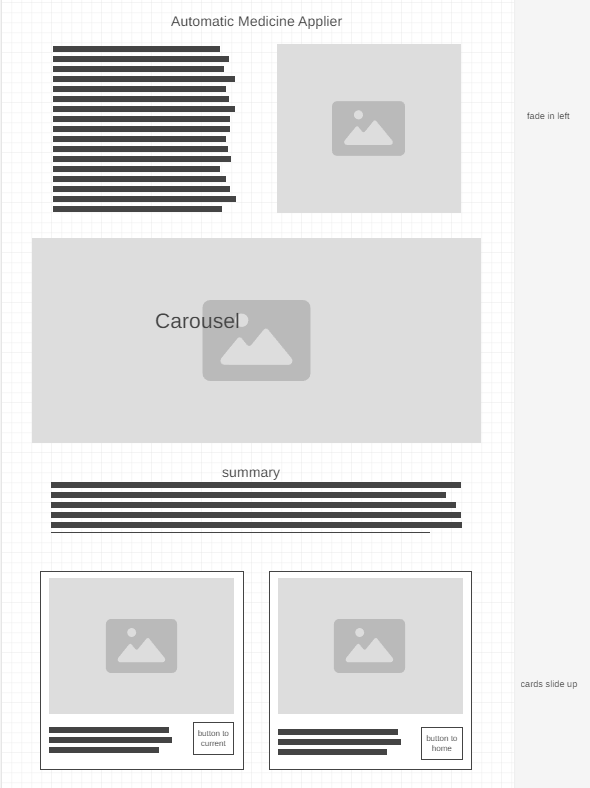 Automatic Medicine Applier
fade in left
Carousel
summary
cards slide up
button to
current
button to
home